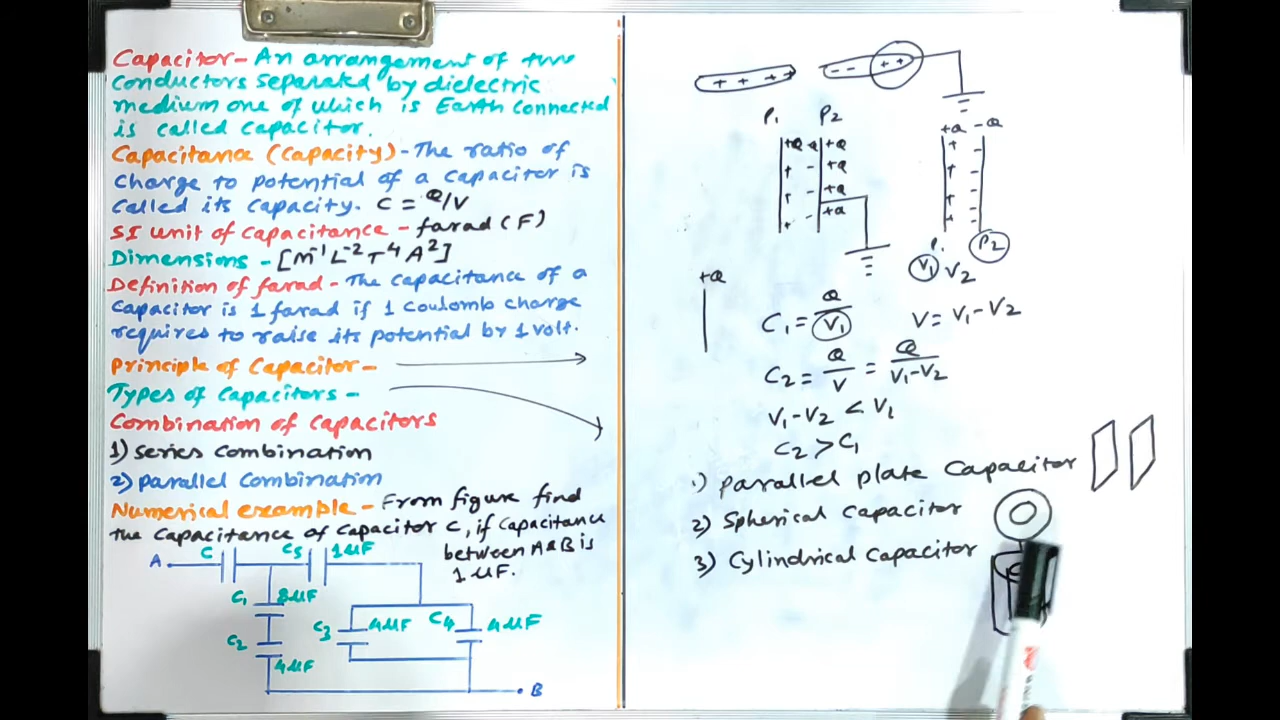 Capacitor - An arrangement of two
conductors separated by dielectric
medium one of which is Earth connected
is called capacitor.
Capacitance (Capacity) - The ratio of
charge to potential of a capacitor is
called its capacity. C = Q/V
SI unit of capacitance - farad (F)
Dimensions - [M⁻¹ L⁻² T⁴ A²]
Definition of farad - The capacitance of a
capacitor is 1 farad if 1 coulomb charge
requires to raise its potential by 1 volt.
Principle of Capacitor -
Types of Capacitors -
Combination of Capacitors
1) Series Combination
2) Parallel Combination
Numerical example - From figure find
the capacitance of capacitor C, if capacitance
between A & B is
1 μF.
A C C5 1μF
C1 8μF
C2 4μF
C3 4μF C4 4μF
B
+ + + +
- - + +
P1 P2
+Q +Q
+ - +Q
+ - +Q
+ - +Q
+Q -Q
+ -
+ -
+ -
+ -
P2
V1 V2
+Q
C1 = Q/V1
V = V1 - V2
C2 = Q/V = Q/V1-V2
V1 - V2 < V1
C2 > C1
1) Parallel plate Capacitor
2) Spherical Capacitor
3) Cylindrical Capacitor